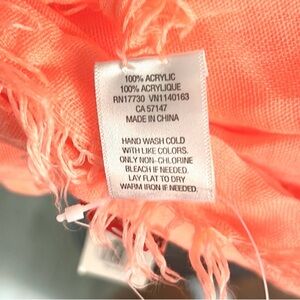 100% ACRYLIC
100% ACRYLIQUE
RN17730 VN1140163
CA 57147
MADE IN CHINA
HAND WASH COLD
WITH LIKE COLORS.
ONLY NON-CHLORINE
BLEACH IF NEEDED.
LAY FLAT TO DRY
WARM IRON IF NEEDED.